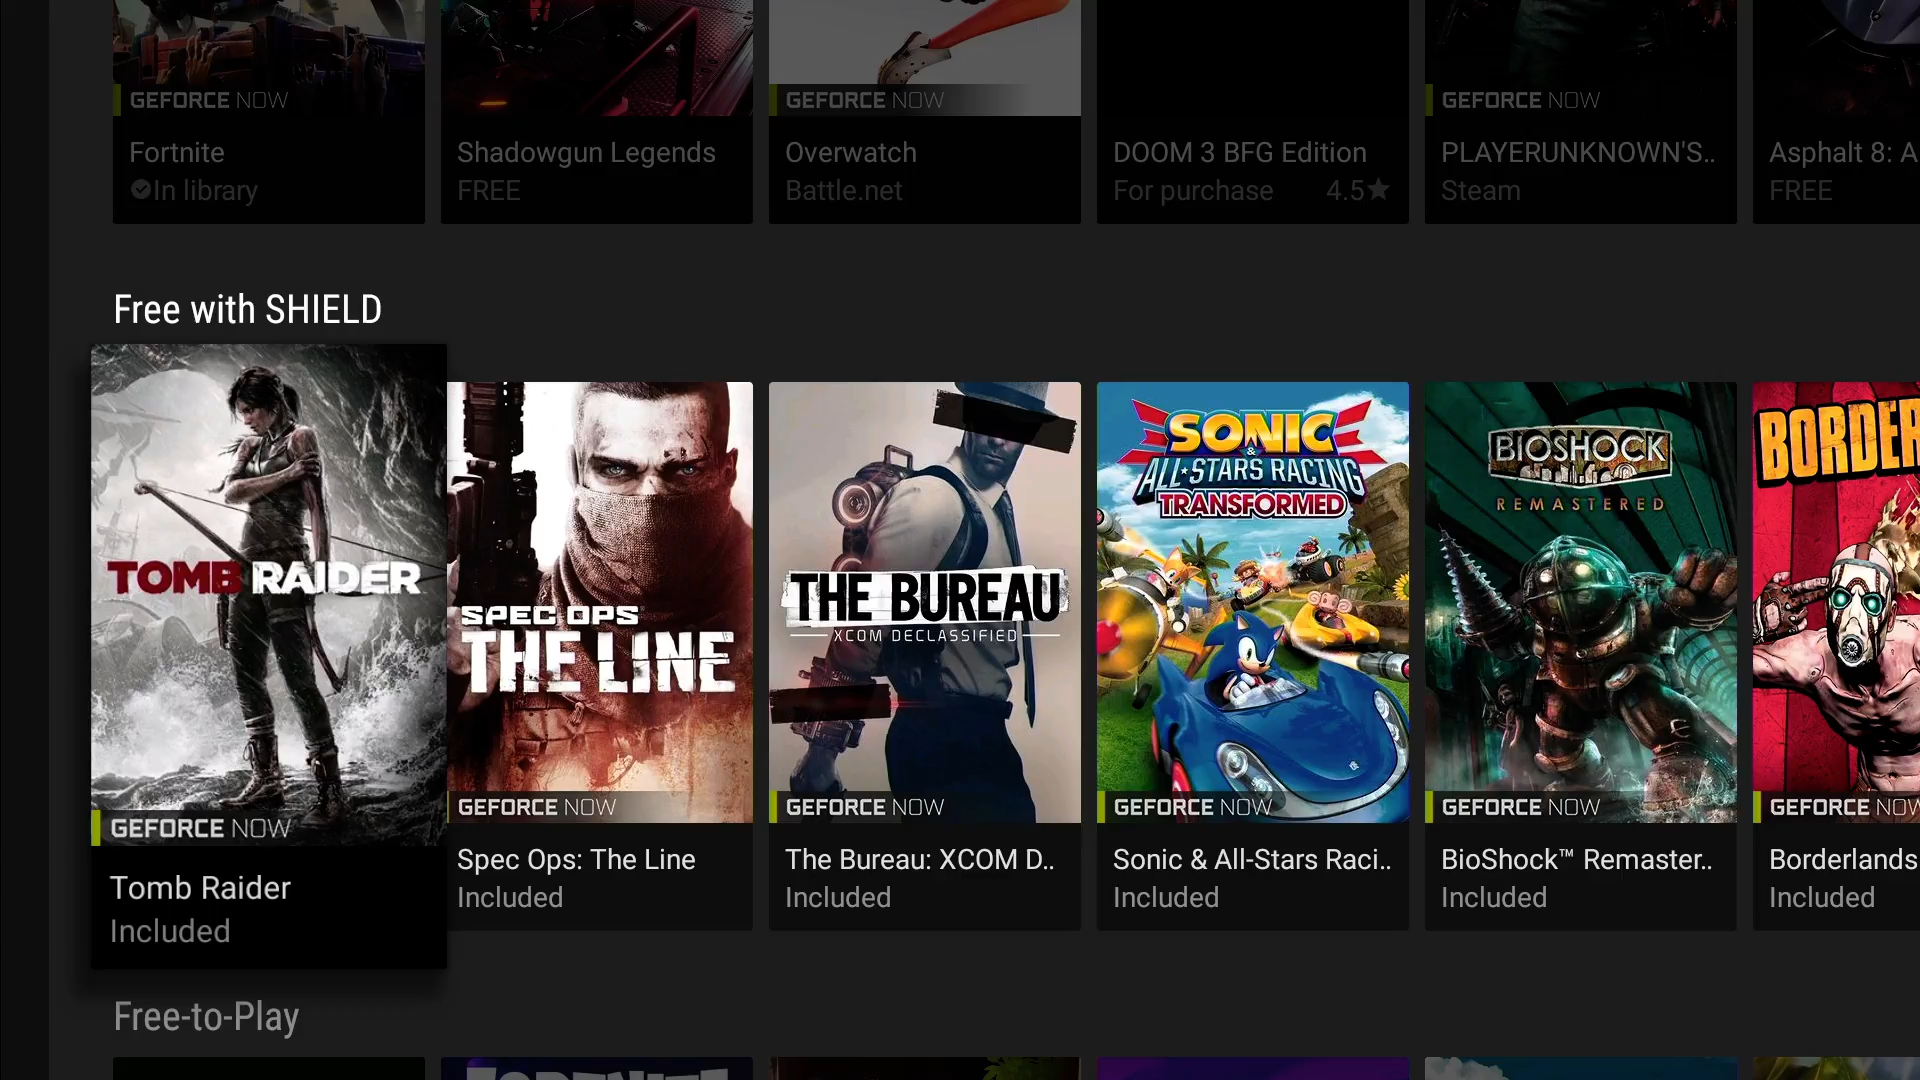 GEFORCE NOW
GEFORCE NOW
GEFORCE NOW
Fortnite
In library
Shadowgun Legends
FREE
Overwatch
Battle.net
DOOM 3 BFG Edition
For purchase 4.5★
PLAYERUNKNOWN'S..
Steam
Asphalt 8: A
FREE
Free with SHIELD
TOMB RAIDER
GEFORCE NOW
Tomb Raider
Included
SPEC OPS
THE LINE
GEFORCE NOW
Spec Ops: The Line
Included
THE BUREAU
XCOM DECLASSIFIED
GEFORCE NOW
The Bureau: XCOM D..
Included
SONIC
&
ALL★STARS RACING
TRANSFORMED
GEFORCE NOW
Sonic & All-Stars Raci..
Included
BIOSHOCK
REMASTERED
GEFORCE NOW
BioShock™ Remaster..
Included
BORDER
GEFORCE NOW
Borderlands
Included
Free-to-Play
FORTNITE